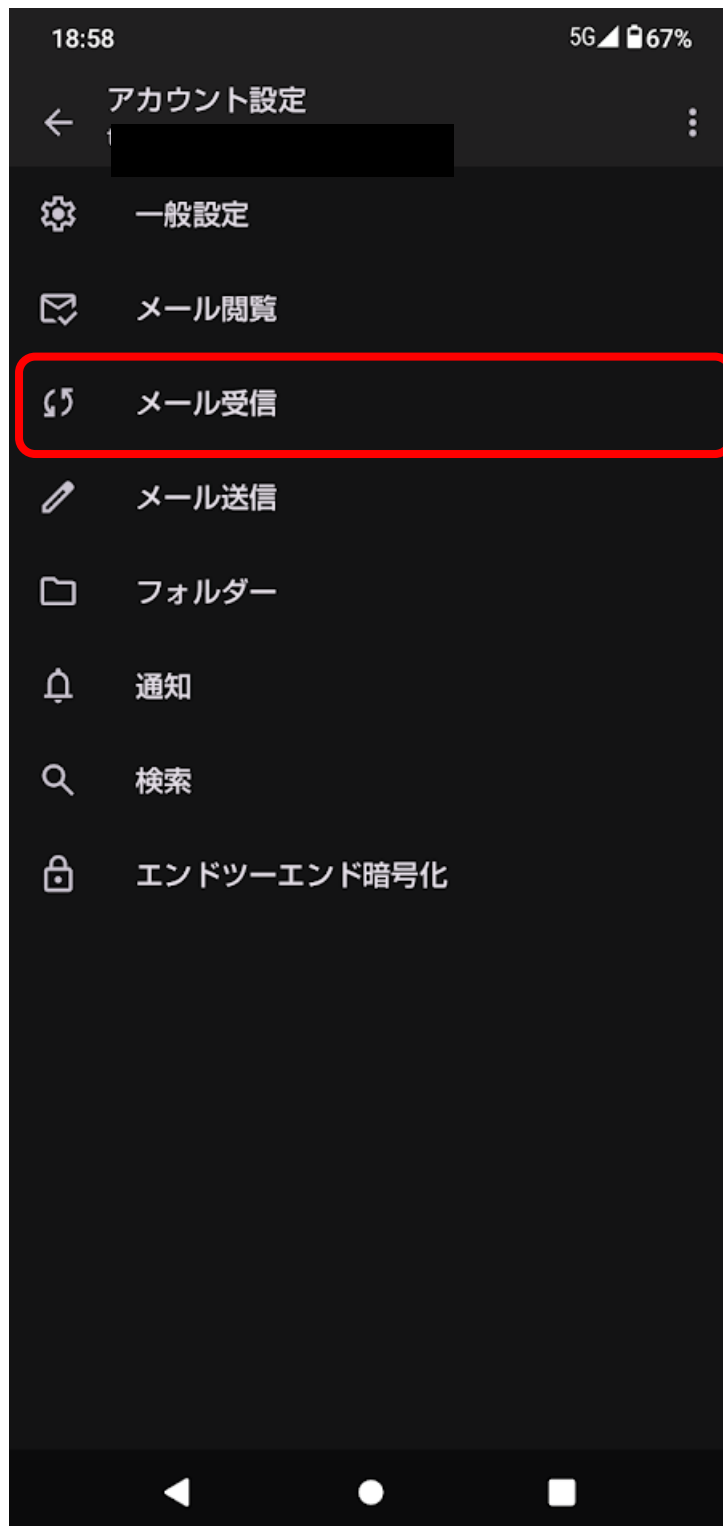 18:58 5G 67%
アカウント設定
一般設定
メール閲覧
メール受信
メール送信
フォルダー
通知
検索
エンドツーエンド暗号化